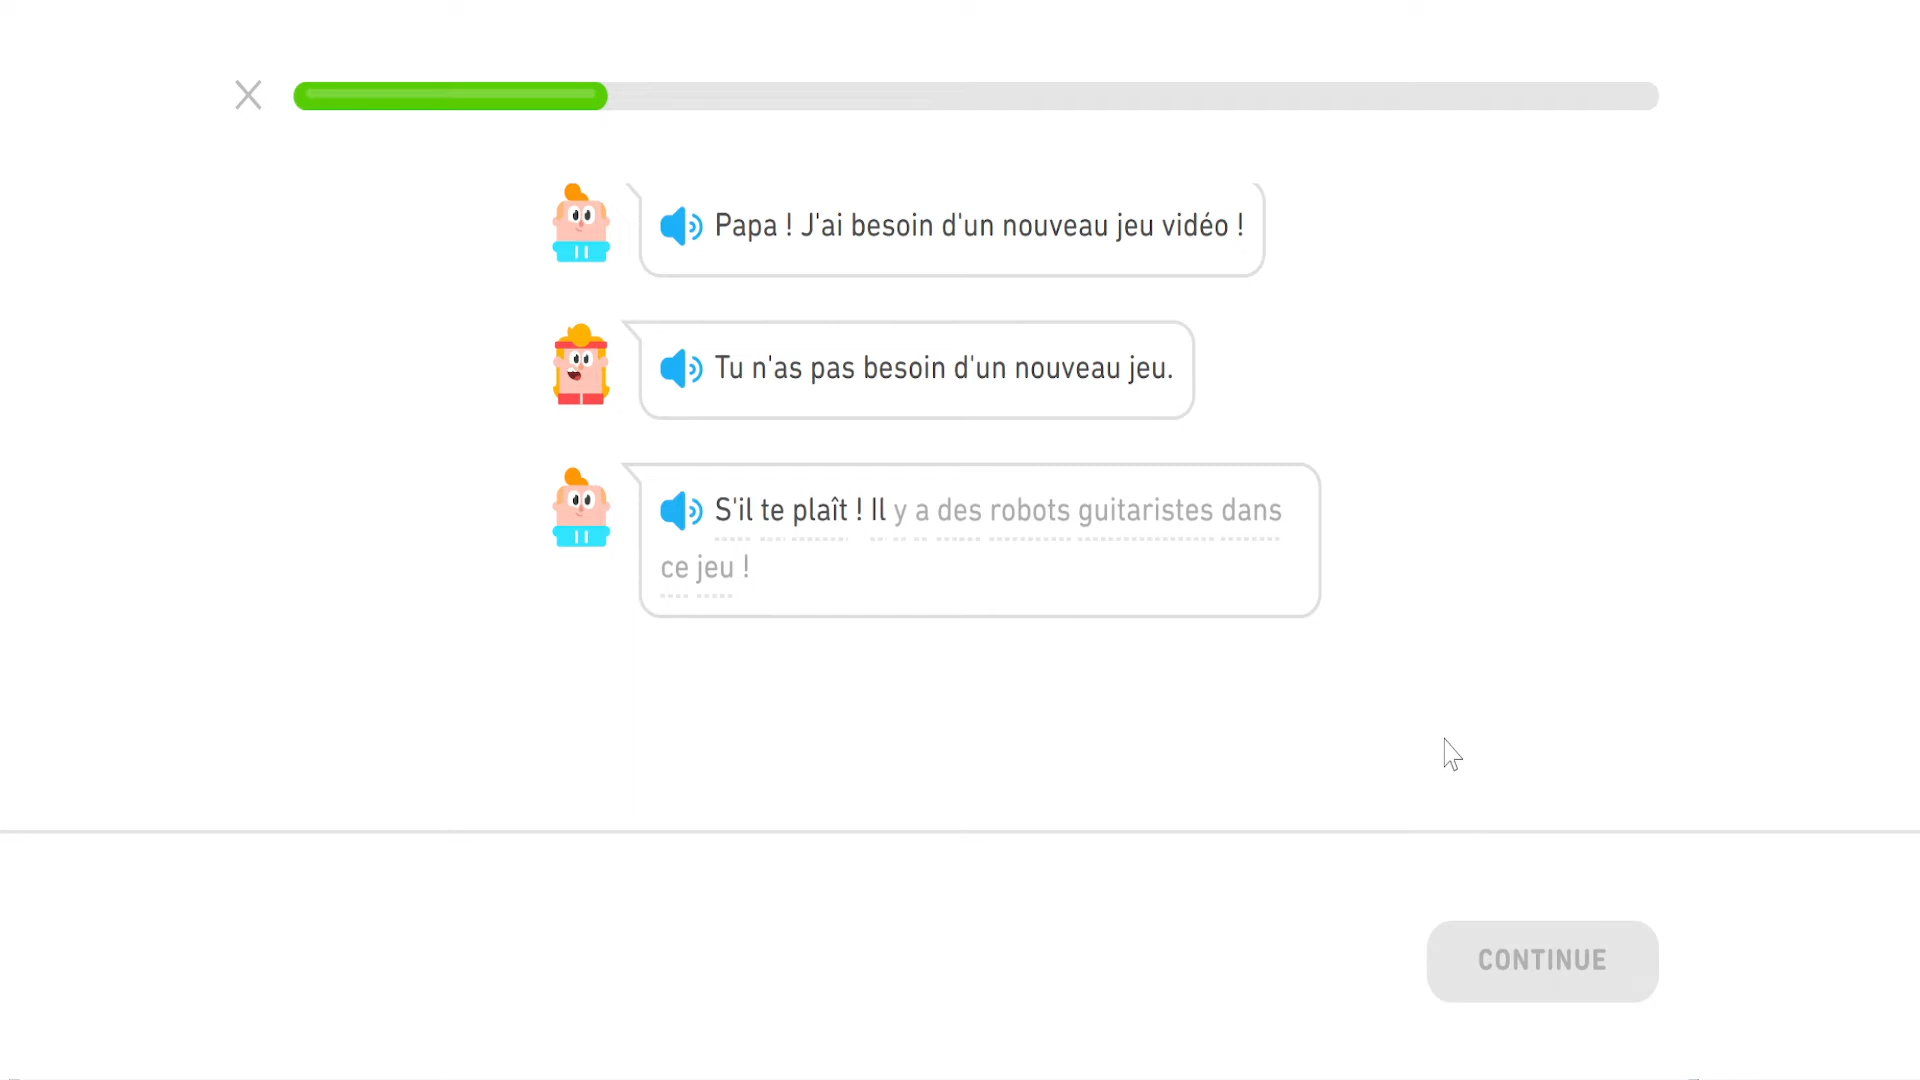 Papa ! J'ai besoin d'un nouveau jeu vidéo !
Tu n'as pas besoin d'un nouveau jeu.
S'il te plaît ! Il y a des robots guitaristes dans
ce jeu !
CONTINUE